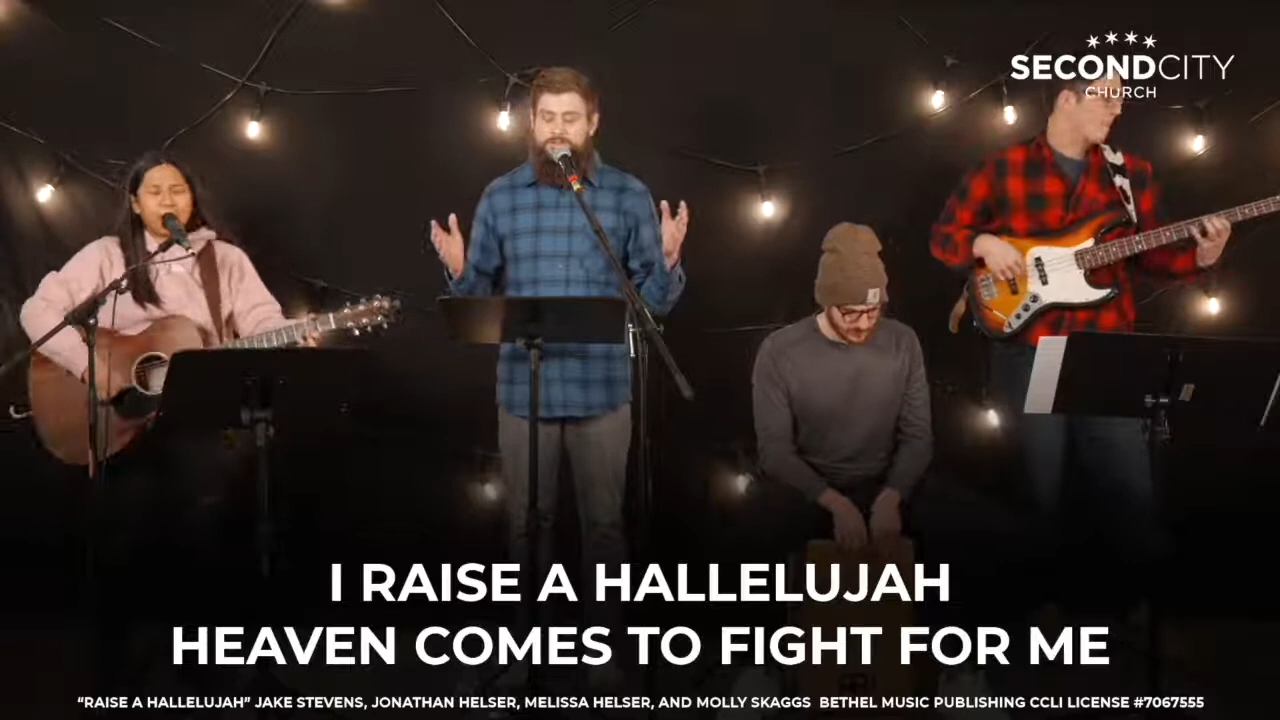 SECONDCITY
CHURCH
I RAISE A HALLELUJAH
HEAVEN COMES TO FIGHT FOR ME
“RAISE A HALLELUJAH” JAKE STEVENS, JONATHAN HELSER, MELISSA HELSER, AND MOLLY SKAGGS BETHEL MUSIC PUBLISHING CCLI LICENSE #7067555